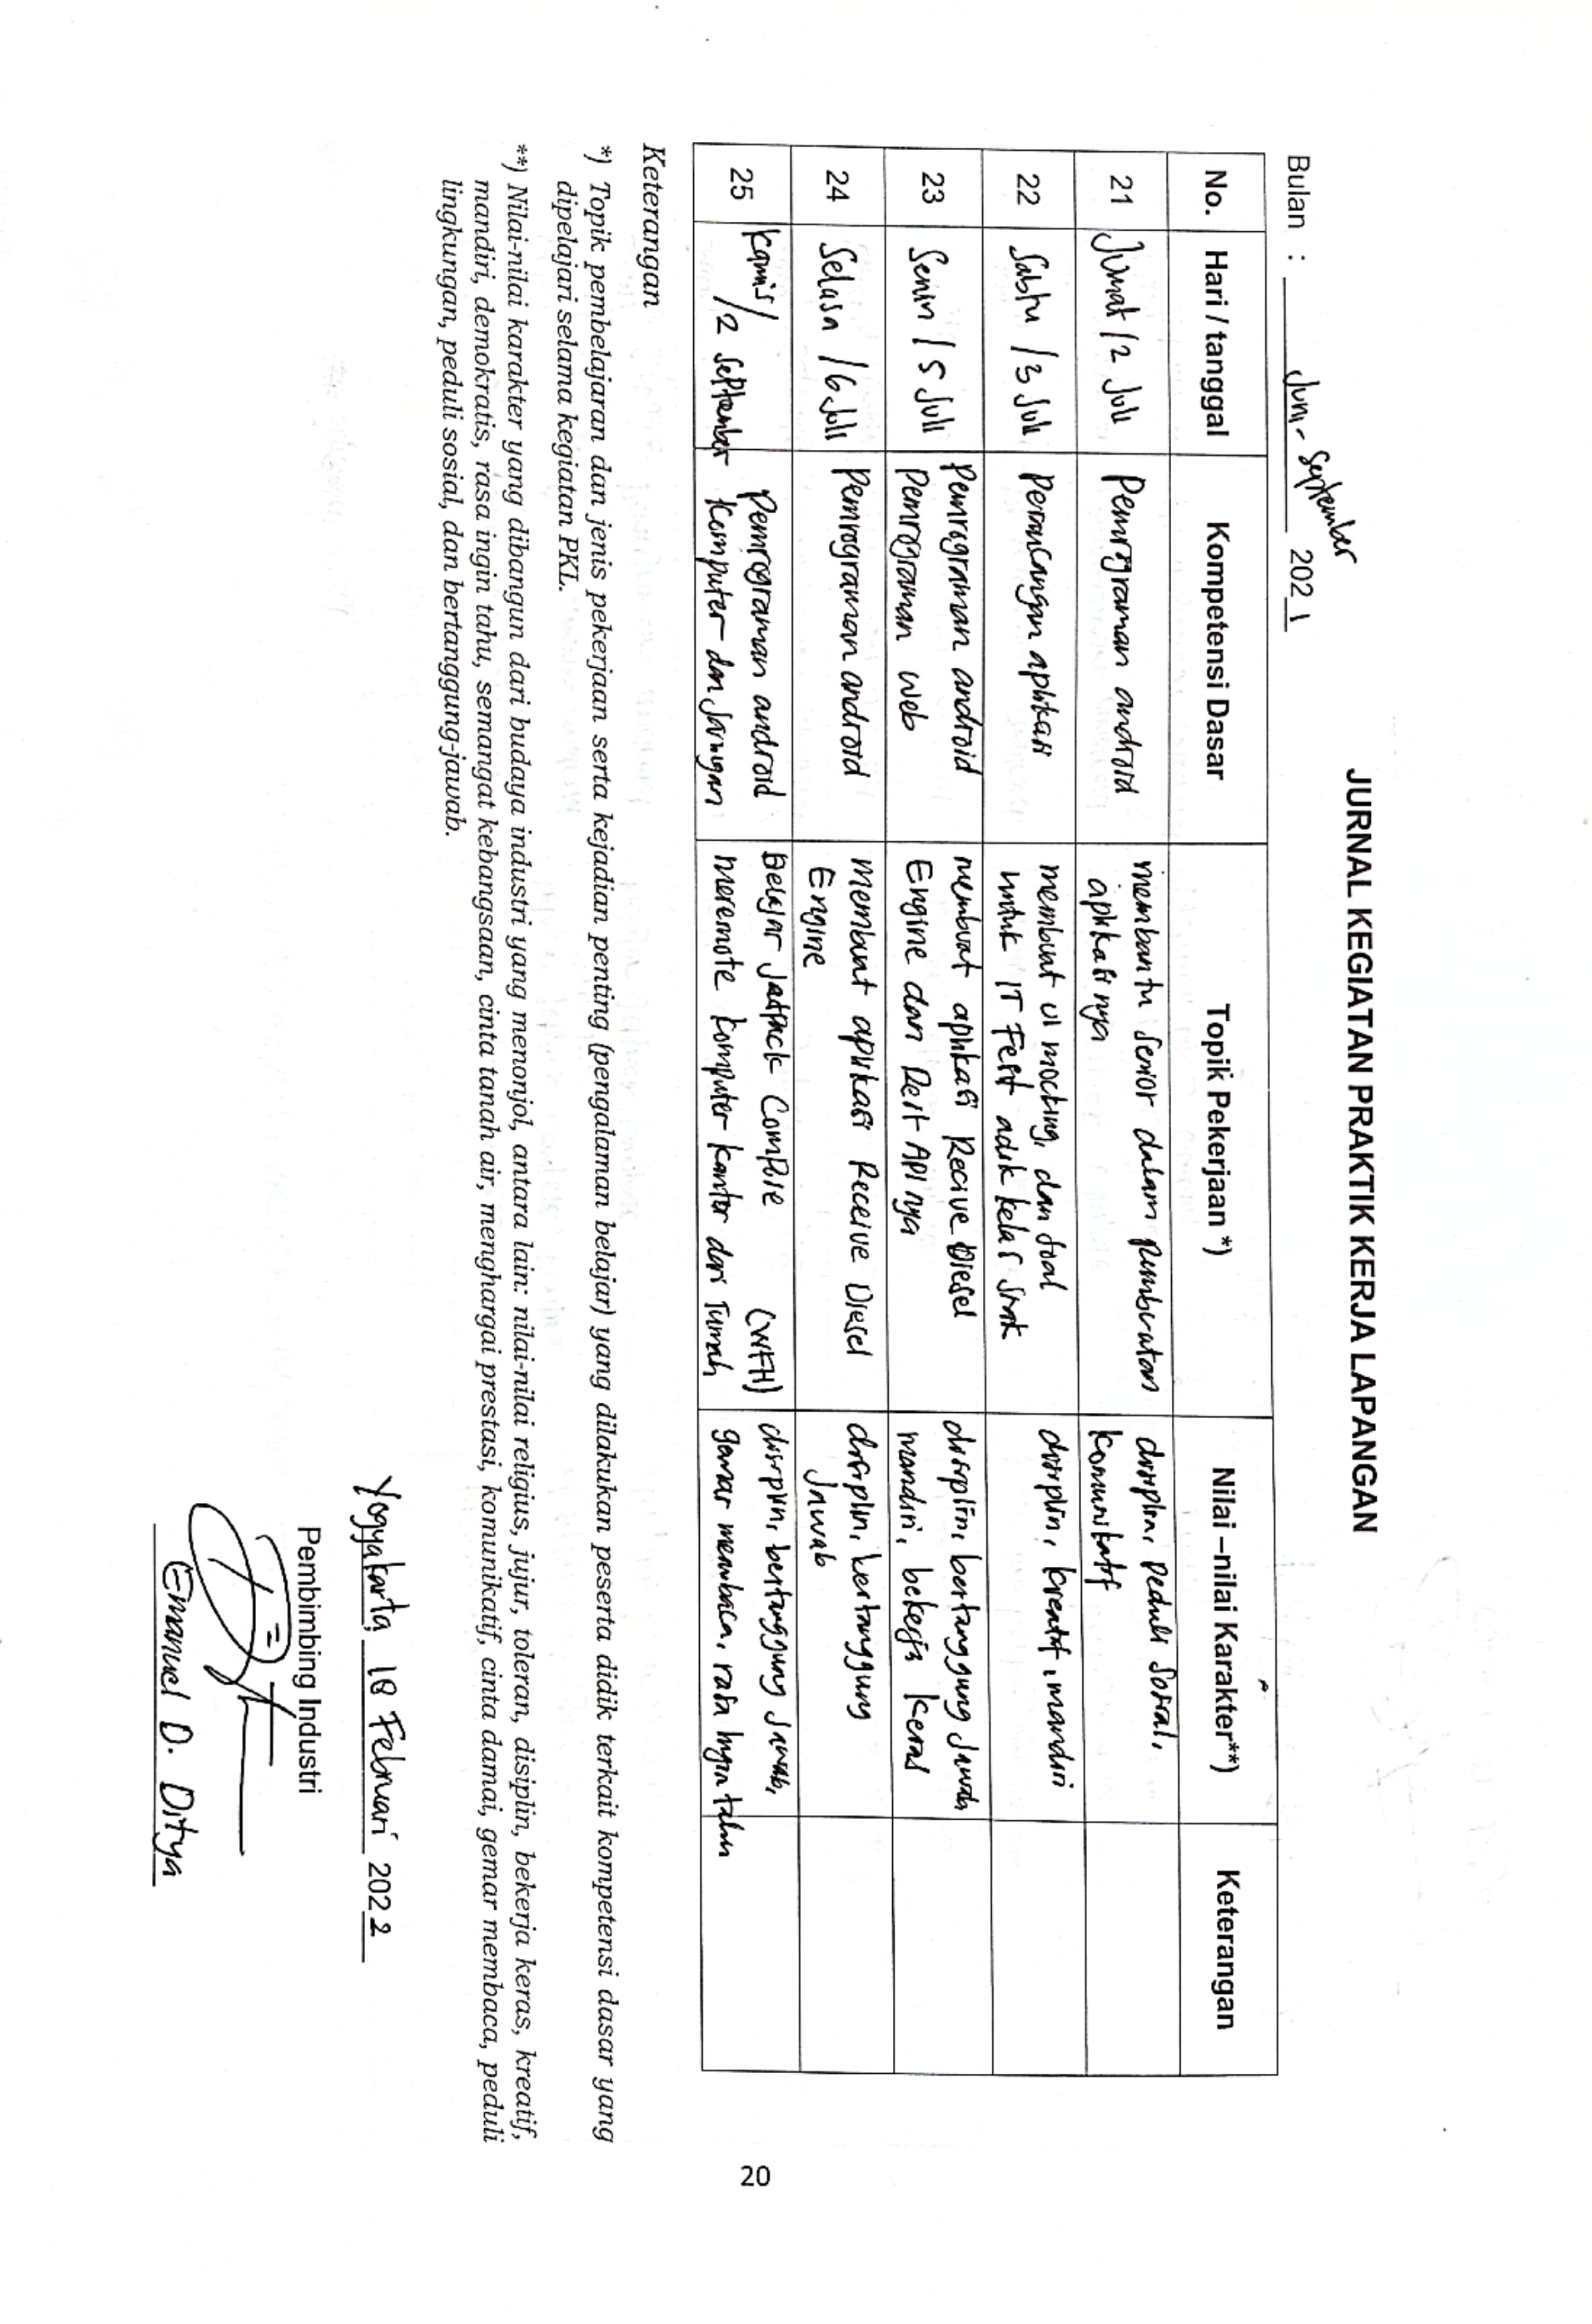 JURNAL KEGIATAN PRAKTIK KERJA LAPANGAN
Bulan : Juni - September 2021
No. Hari / tanggal Kompetensi Dasar Topik Pekerjaan *) Nilai –nilai Karakter**) Keterangan
21 Jumat / 2 Juli Pemrograman android membantu senior dalam pembuatan disiplin, peduli sosial,
aplikasinya komunikatif
22 Sabtu / 3 Juli Perancangan aplikasi membuat UI mocking, dan soal disiplin, kreatif, mandiri
untuk IT Fest adik kelas SMK
23 Senin / 5 Juli Pemrograman android membuat aplikasi Recive Diesel disiplin, bertanggung jawab,
Pemrograman web Engine dan Rest API nya mandiri, bekerja keras
24 Selasa / 6 Juli Pemrograman android Membuat aplikasi Receive Diesel disiplin, bertanggung
Engine Jawab
25 Kamis / 2 September Pemrograman android Belajar Jetpack Compose (WFH) disiplin, bertanggung jawab,
Komputer dan Jaringan meremote komputer kantor dari rumah gemar membaca, rasa ingin tahu
Keterangan
*) Topik pembelajaran dan jenis pekerjaan serta kejadian penting (pengalaman belajar) yang dilakukan peserta didik terkait kompetensi dasar yang
dipelajari selama kegiatan PKL.
**) Nilai-nilai karakter yang dibangun dari budaya industri yang menonjol, antara lain: nilai-nilai religius, jujur, toleran, disiplin, bekerja keras, kreatif,
mandiri, demokratis, rasa ingin tahu, semangat kebangsaan, cinta tanah air, menghargai prestasi, komunikatif, cinta damai, gemar membaca, peduli
lingkungan, peduli sosial, dan bertanggung-jawab.
Yogyakarta, 18 Februari 2022
Pembimbing Industri
Emanuel D. Ditya
20